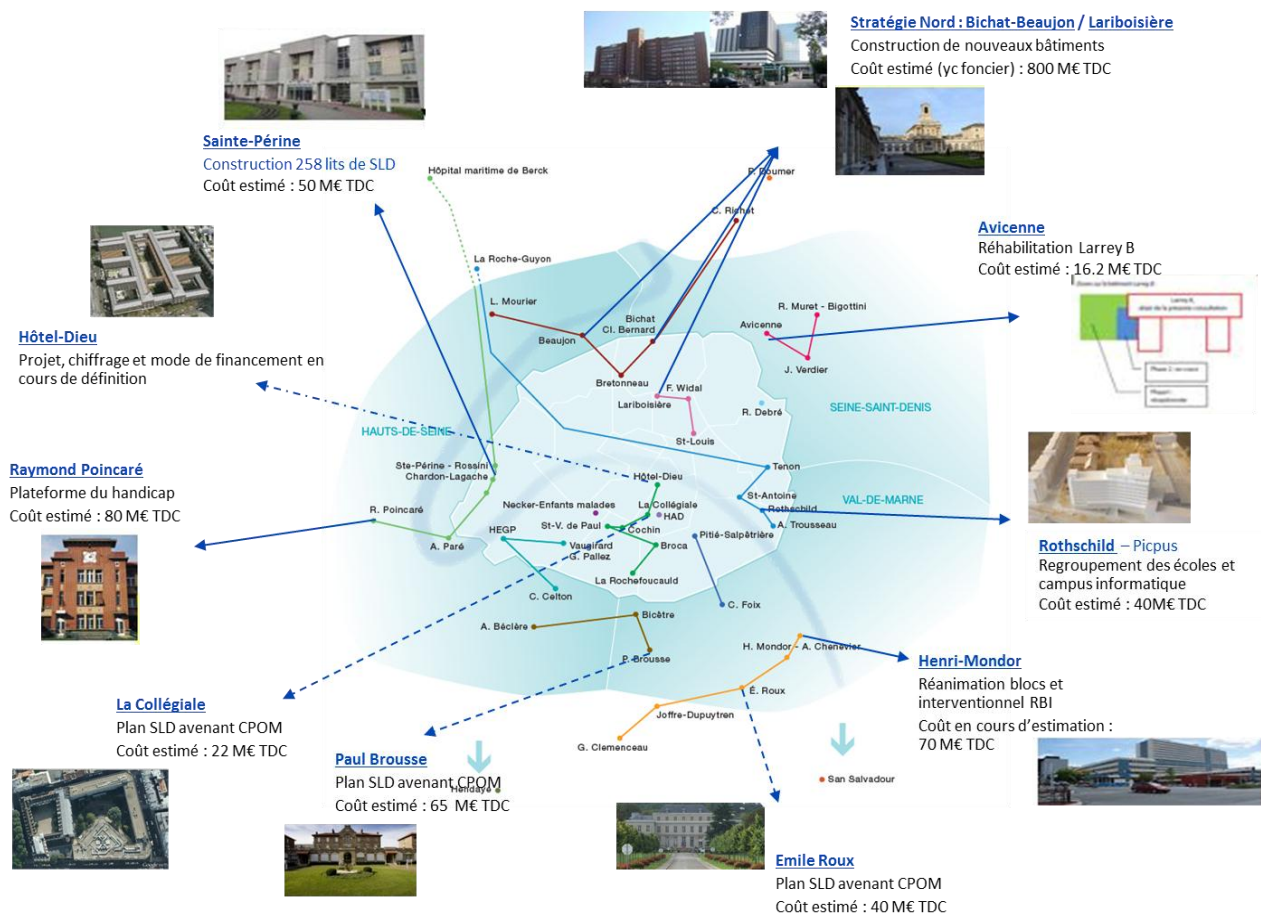 Stratégie Nord : Bichat-Beaujon / Lariboisière
Construction de nouveaux bâtiments
Coût estimé (yc foncier) : 800 M€ TDC
Sainte-Périne
Construction 258 lits de SLD
Coût estimé : 50 M€ TDC
Hôpital maritime de Berck
P. Doumer
C. Richet
Avicenne
Réhabilitation Larrey B
Coût estimé : 16.2 M€ TDC
Larrey B,
La Roche-Guyon
L. Mourier
R. Muret - Bigottini
Bichat
Cl. Bernard
Avicenne
Beaujon
J. Verdier
Hôtel-Dieu
Projet, chiffrage et mode de financement en
cours de définition
Bretonneau
F. Widal
Lariboisière
R. Debré
SEINE-SAINT-DENIS
HAUTS-DE-SEINE
St-Louis
Ste-Périne - Rossini
Chardon-Lagache
Hôtel-Dieu
Tenon
Raymond Poincaré
Plateforme du handicap
Coût estimé : 80 M€ TDC
R. Poincaré
Necker-Enfants malades
La Collégiale
HAD
St-Antoine
VAL-DE-MARNE
Rothschild
A. Trousseau
HEGP
St-V. de Paul
Cochin
Pitié-Salpêtrière
A. Paré
Vaugirard
G. Pallez
Broca
La Rochefoucauld
C. Celton
C. Foix
Rothschild – Picpus
Regroupement des écoles et
campus informatique
Coût estimé : 40M€ TDC
A. Béclère
Bicêtre
P. Brousse
H. Mondor - A. Chenevier
É. Roux
Joffre-Dupuytren
G. Clemenceau
Henri-Mondor
Réanimation blocs et
interventionnel RBI
Coût en cours d'estimation :
70 M€ TDC
La Collégiale
Plan SLD avenant CPOM
Coût estimé : 22 M€ TDC
Paul Brousse
Plan SLD avenant CPOM
Hendaye
Coût estimé : 65 M€ TDC
San Salvadour
Emile Roux
Plan SLD avenant CPOM
Coût estimé : 40 M€ TDC